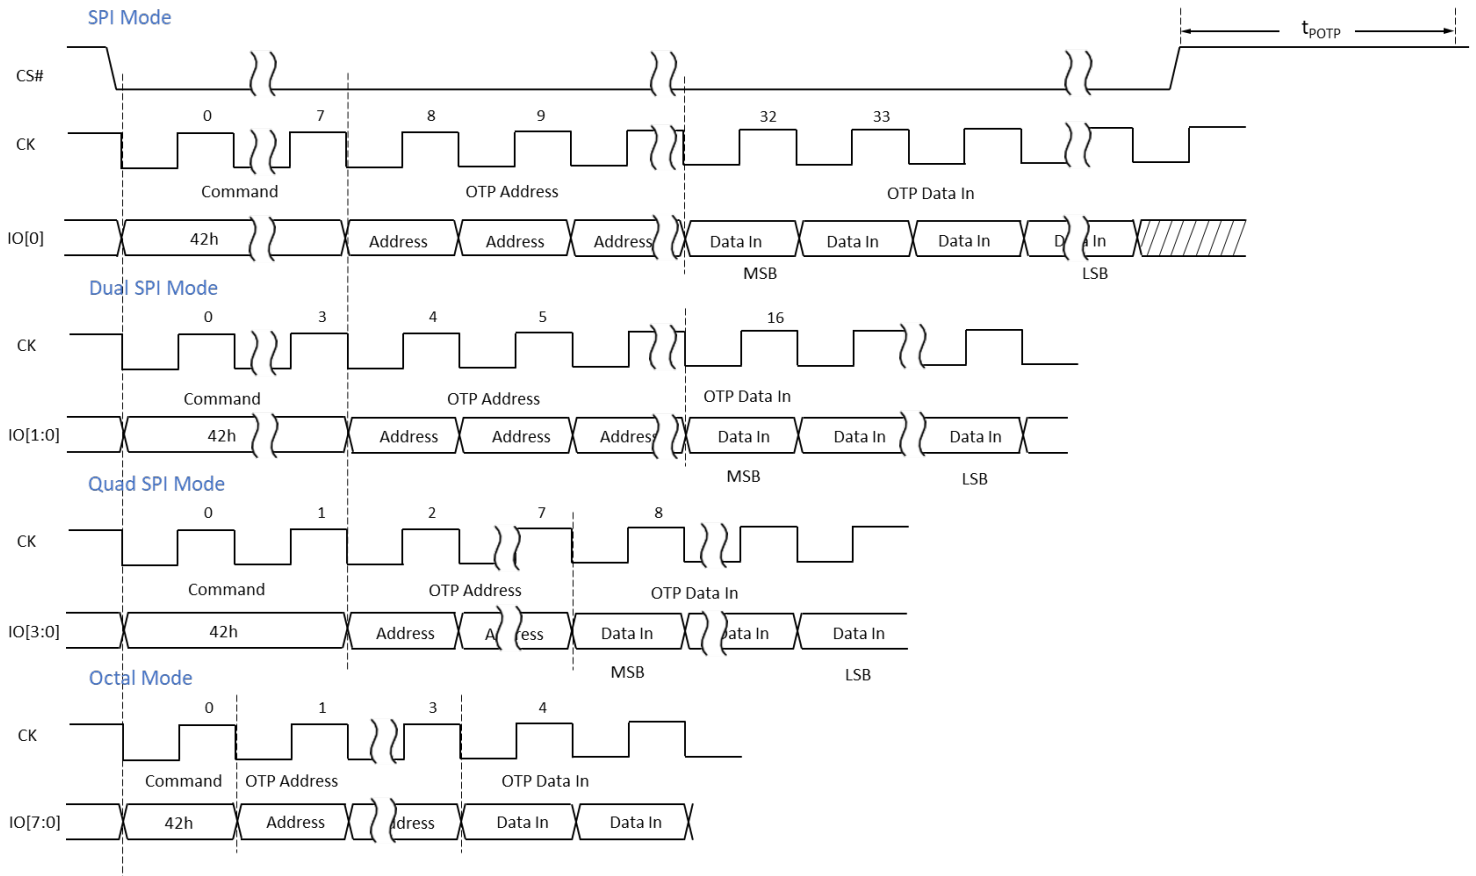 SPI Mode
tPOTP
CS#
0 7 8 9 32 33
CK
Command OTP Address OTP Data In
IO[0] 42h Address Address Address Data In Data In Data In
MSB LSB
Dual SPI Mode
0 3 4 5 16
CK
Command OTP Address OTP Data In
IO[1:0] 42h Address Address Address Data In Data In Data In
MSB LSB
Quad SPI Mode
0 1 2 7 8
CK
Command OTP Address OTP Data In
IO[3:0] 42h Address Data In Data In
MSB LSB
Octal Mode
0 1 3 4
CK
Command OTP Address OTP Data In
IO[7:0] 42h Address Data In Data In